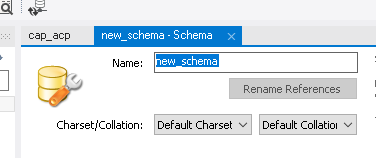 cap_acp
new_schema - Schema
Name:
new_schema
Rename References
Charset/Collation:
Default Charset
Default Collation